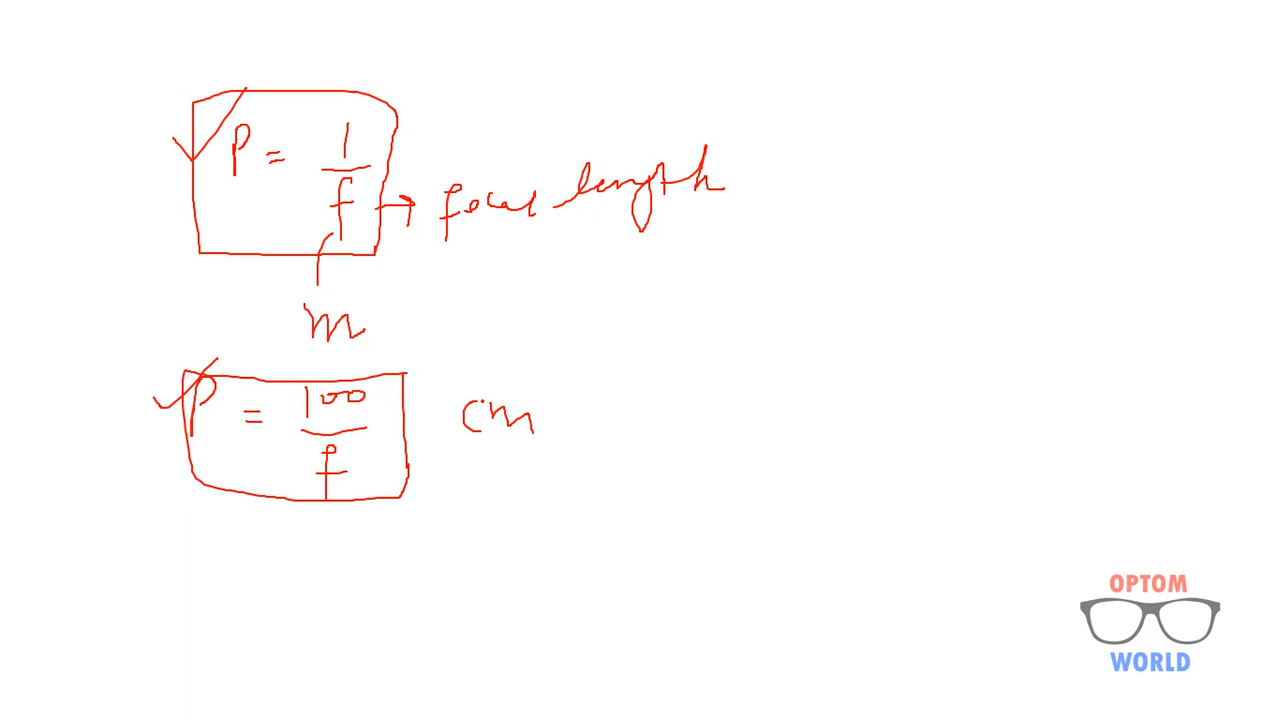 P = 1/f → focal length
m
P = 100/f cm
OPTOM
WORLD